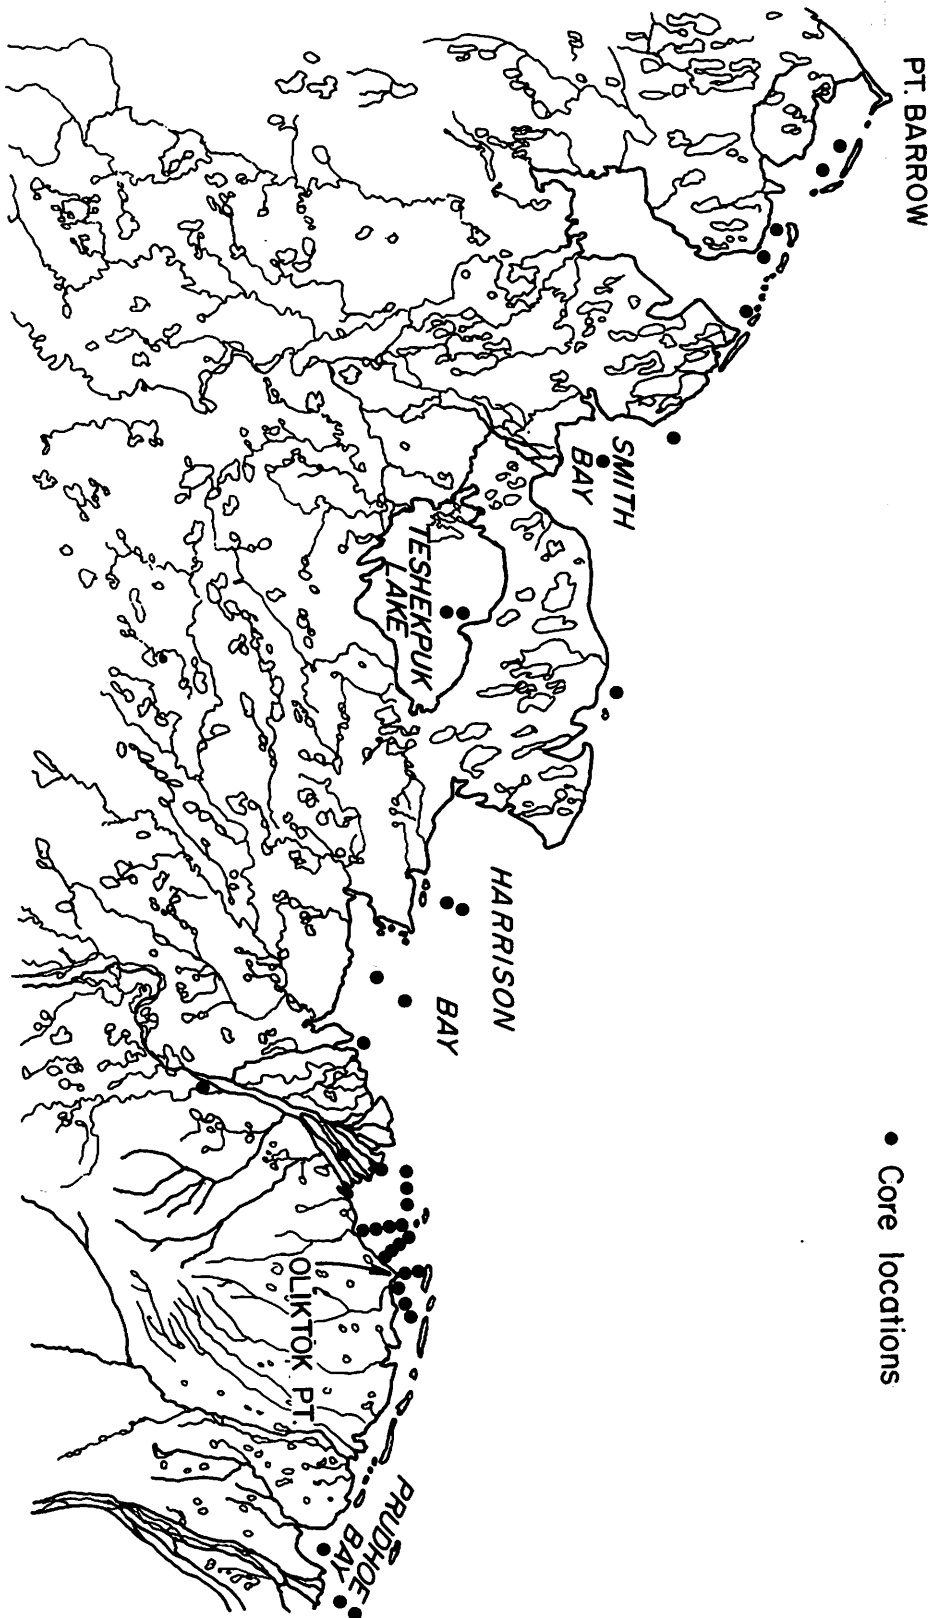 PT. BARROW
SMITH
BAY
TESHEKPUK
LAKE
HARRISON
BAY
OLIKTOK PT.
PRUDHOE
BAY
● Core locations